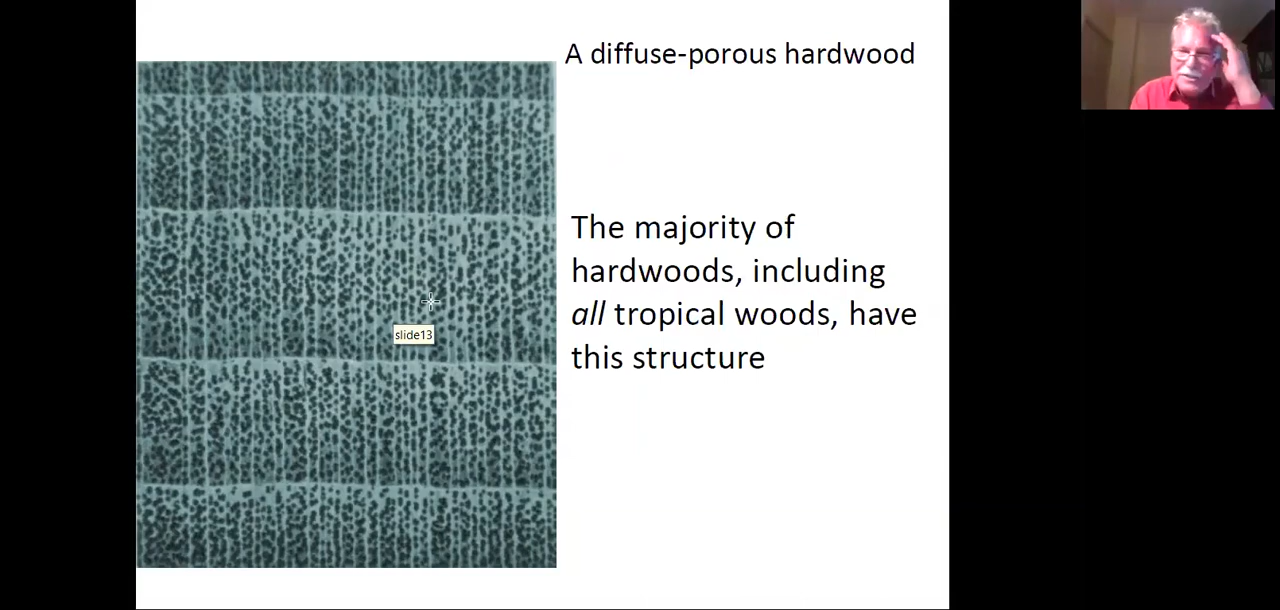 A diffuse-porous hardwood
The majority of
hardwoods, including
all tropical woods, have
this structure
slide13